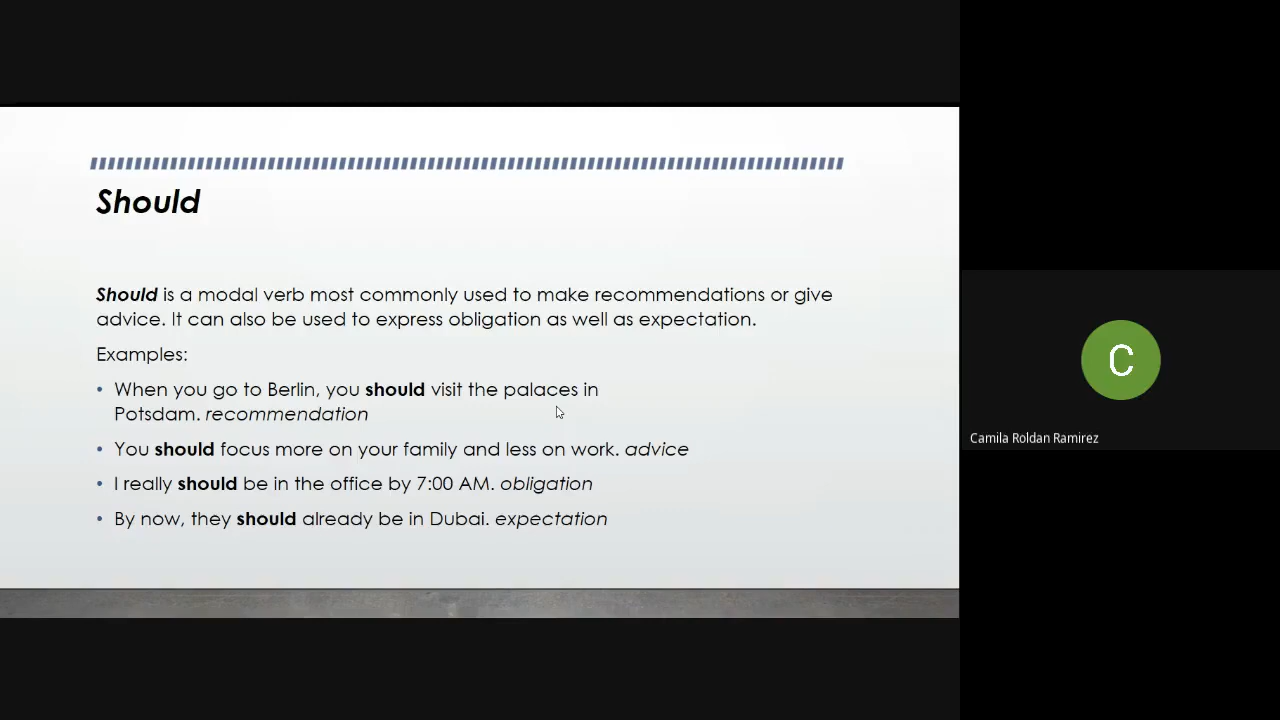 Should
Should is a modal verb most commonly used to make recommendations or give
advice. It can also be used to express obligation as well as expectation.
Examples:
• When you go to Berlin, you should visit the palaces in
Potsdam. recommendation
• You should focus more on your family and less on work. advice
• I really should be in the office by 7:00 AM. obligation
• By now, they should already be in Dubai. expectation
C
Camila Roldan Ramirez